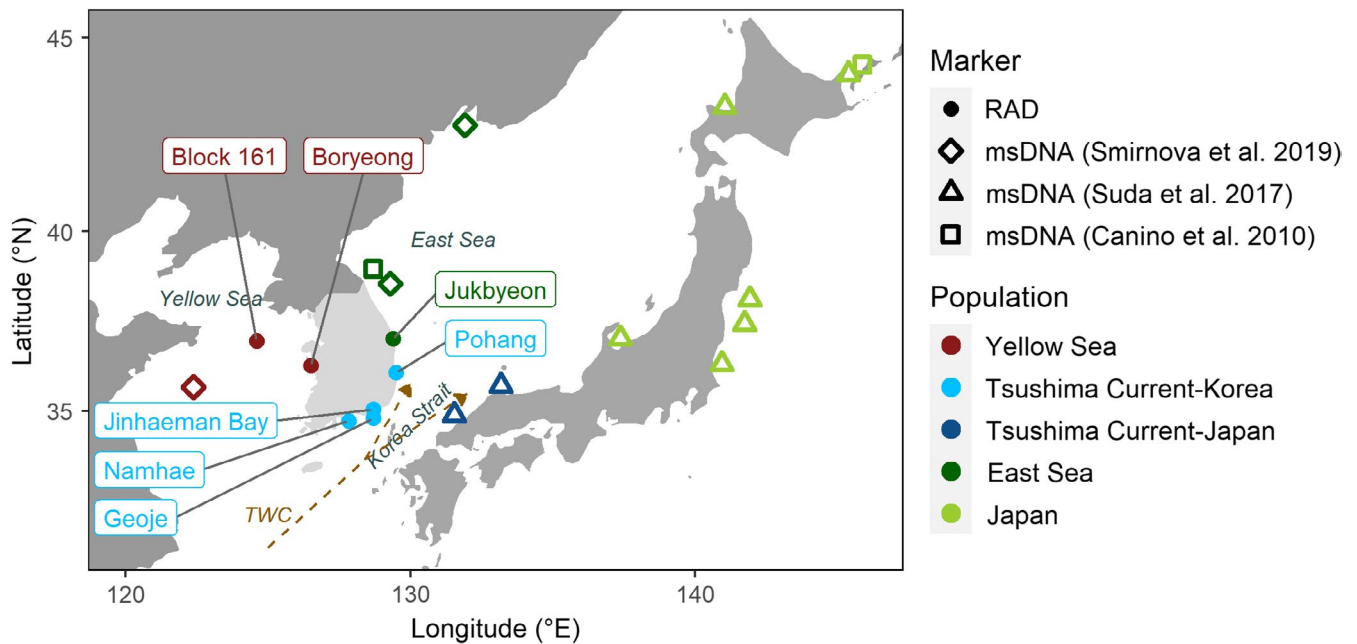 45
40
35
Latitude (°N)
120
130
140
Longitude (°E)
Block 161
Boryeong
East Sea
Yellow Sea
Jukbyeon
Pohang
Jinhaeman Bay
Korea Strait
Namhae
Geoje
TWC
Marker
RAD
msDNA (Smirnova et al. 2019)
msDNA (Suda et al. 2017)
msDNA (Canino et al. 2010)
Population
Yellow Sea
Tsushima Current-Korea
Tsushima Current-Japan
East Sea
Japan